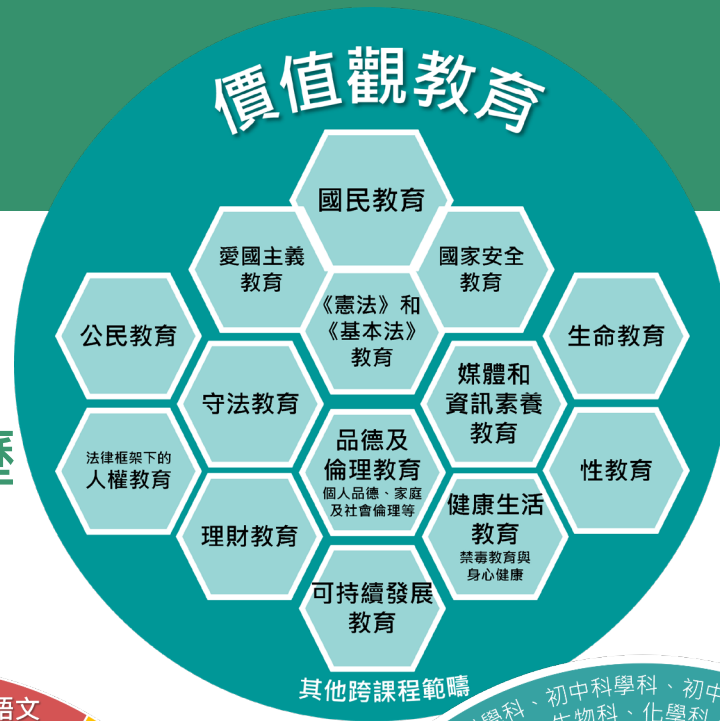 價值觀教育
國民教育
愛國主義
教育
國家安全
教育
《憲法》和
《基本法》
教育
公民教育
生命教育
守法教育
媒體和
資訊素養
教育
法律框架下的
人權教育
品德及
倫理教育
個人品德、家庭
及社會倫理等
性教育
理財教育
健康生活
教育
禁毒教育與
身心健康
可持續發展
教育
其他跨課程範疇
語文
學科、初中科學科、初中
生物科、化學科